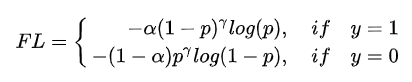 FL = { −α(1 − p)^γ log(p), if y = 1
−(1 − α)p^γ log(1 − p), if y = 0